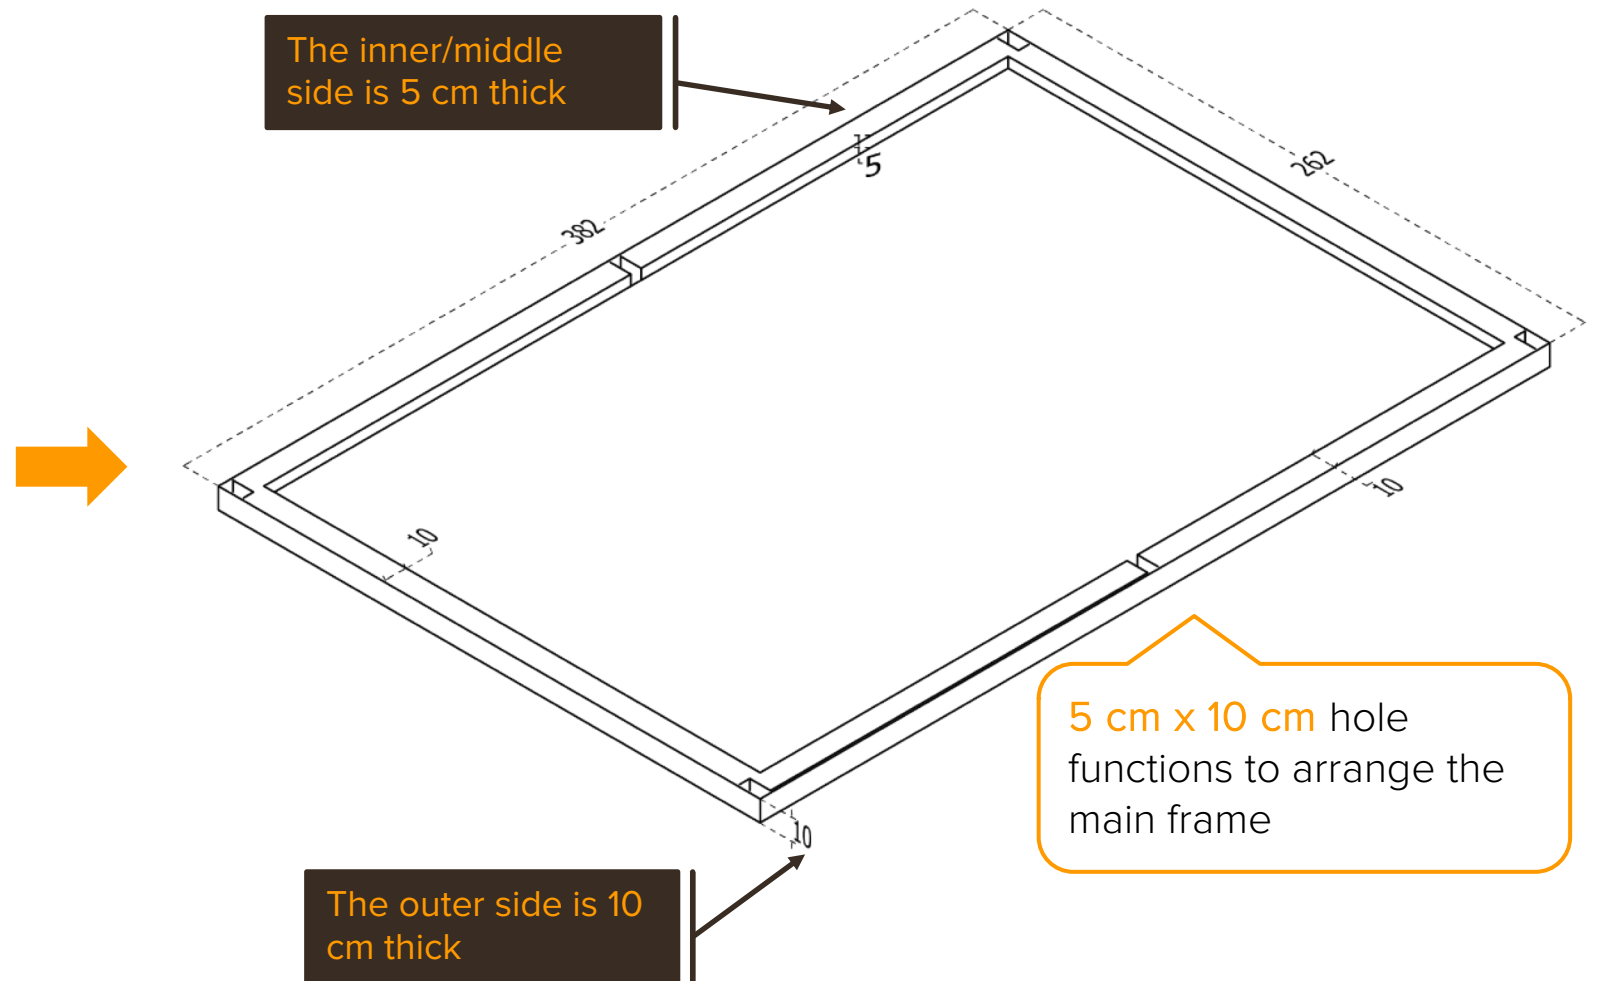 The inner/middle
side is 5 cm thick
262
5
382
10
10
5 cm x 10 cm hole
functions to arrange the
main frame
10
The outer side is 10
cm thick